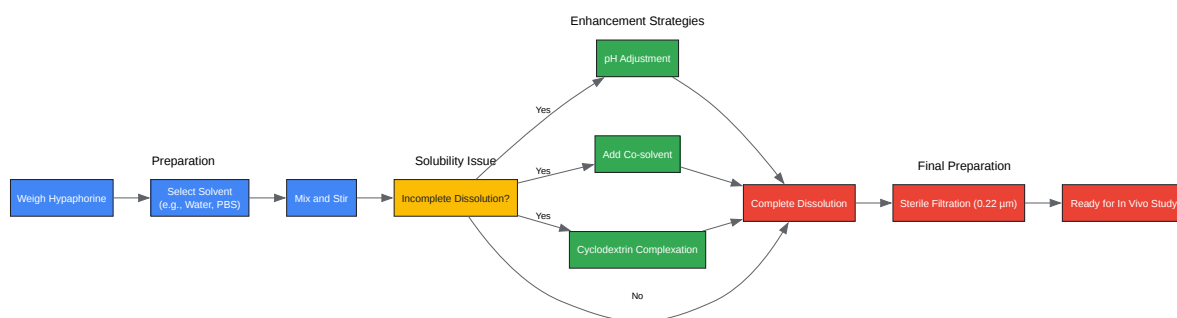 Enhancement Strategies
pH Adjustment
Yes
Preparation
Solubility Issue
Yes
Add Co-solvent
Final Preparation
Weigh Hypaphorine
Select Solvent
(e.g., Water, PBS)
Mix and Stir
Incomplete Dissolution?
Yes
Cyclodextrin Complexation
Complete Dissolution
Sterile Filtration (0.22 µm)
Ready for In Vivo Study
No